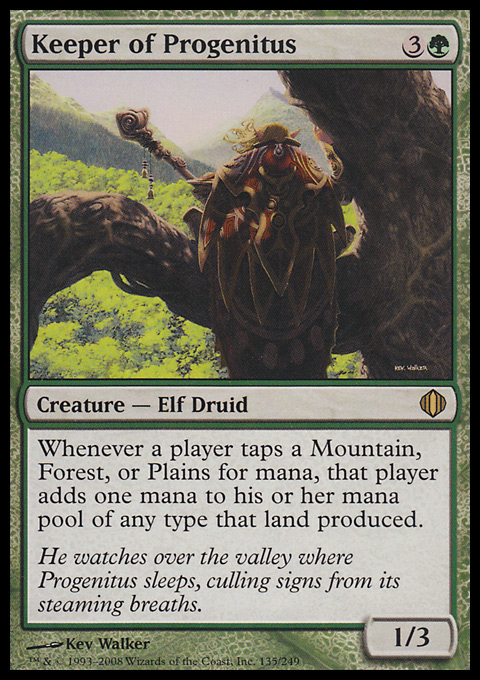 Keeper of Progenitus 3
KEV. WALKER
Creature — Elf Druid
Whenever a player taps a Mountain,
Forest, or Plains for mana, that player
adds one mana to his or her mana
pool of any type that land produced.
He watches over the valley where
Progenitus sleeps, culling signs from its
steaming breaths.
Kev Walker
1/3
™ & © 1993–2008 Wizards of the Coast, Inc. 135/249